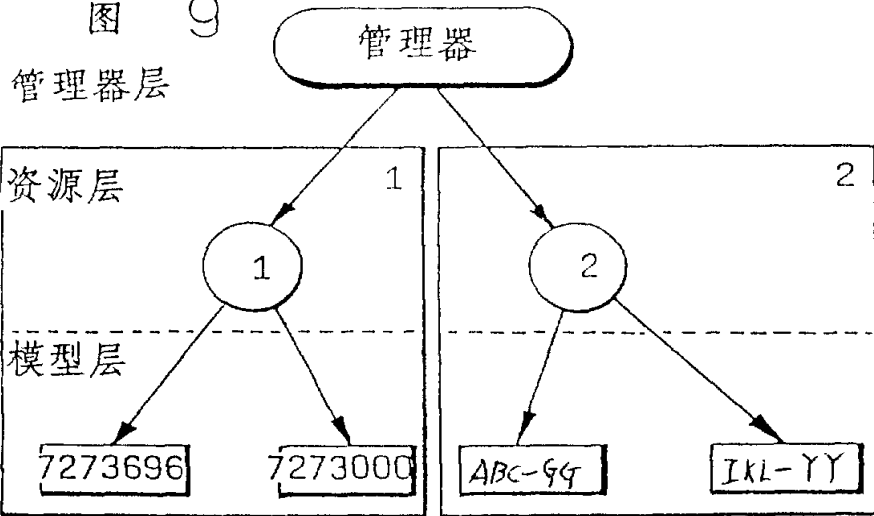 图 9
管理器
管理器层
资源层
1
2
1
2
模型层
7273696
7273000
ABC-GG
IKL-YY